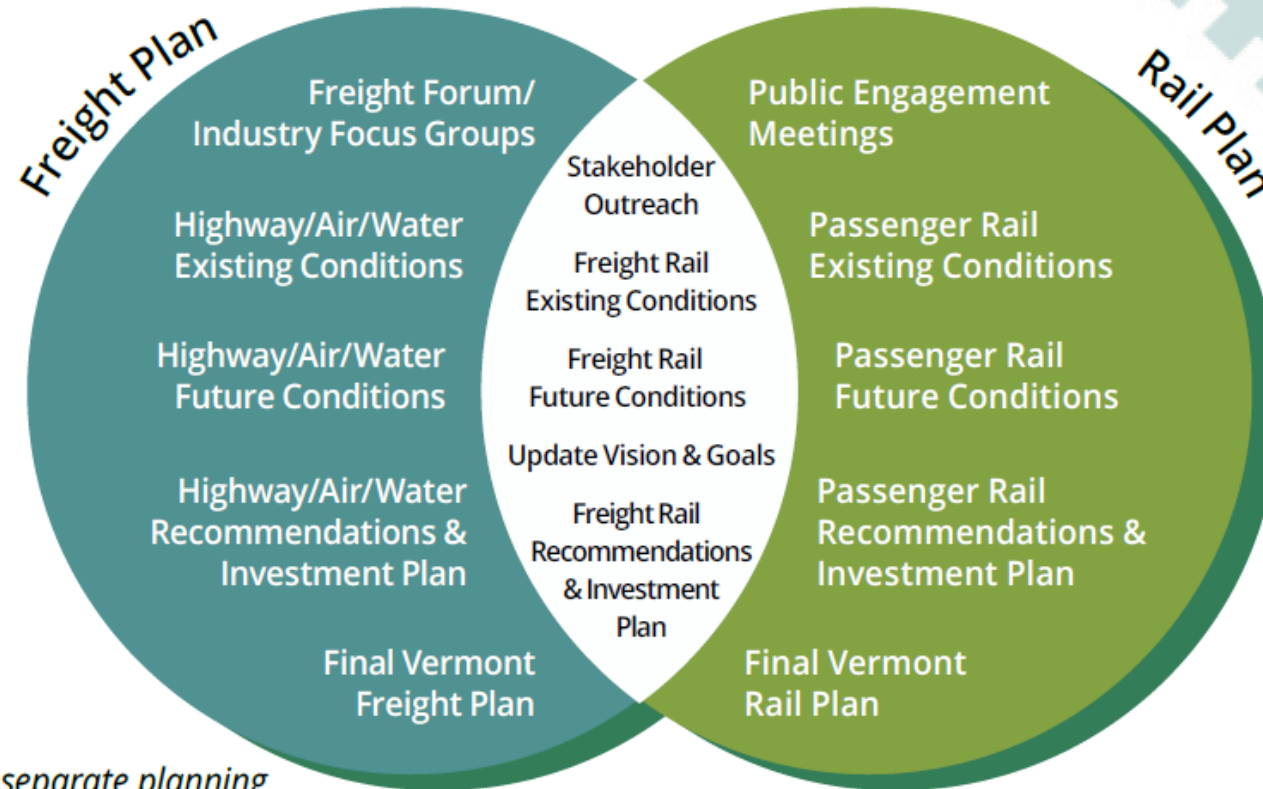 Freight Plan
Freight Forum/
Industry Focus Groups
Highway/Air/Water
Existing Conditions
Highway/Air/Water
Future Conditions
Highway/Air/Water
Recommendations &
Investment Plan
Final Vermont
Freight Plan
Stakeholder
Outreach
Freight Rail
Existing Conditions
Freight Rail
Future Conditions
Update Vision & Goals
Freight Rail
Recommendations
& Investment
Plan
Rail Plan
Public Engagement
Meetings
Passenger Rail
Existing Conditions
Passenger Rail
Future Conditions
Passenger Rail
Recommendations &
Investment Plan
Final Vermont
Rail Plan
separate planning